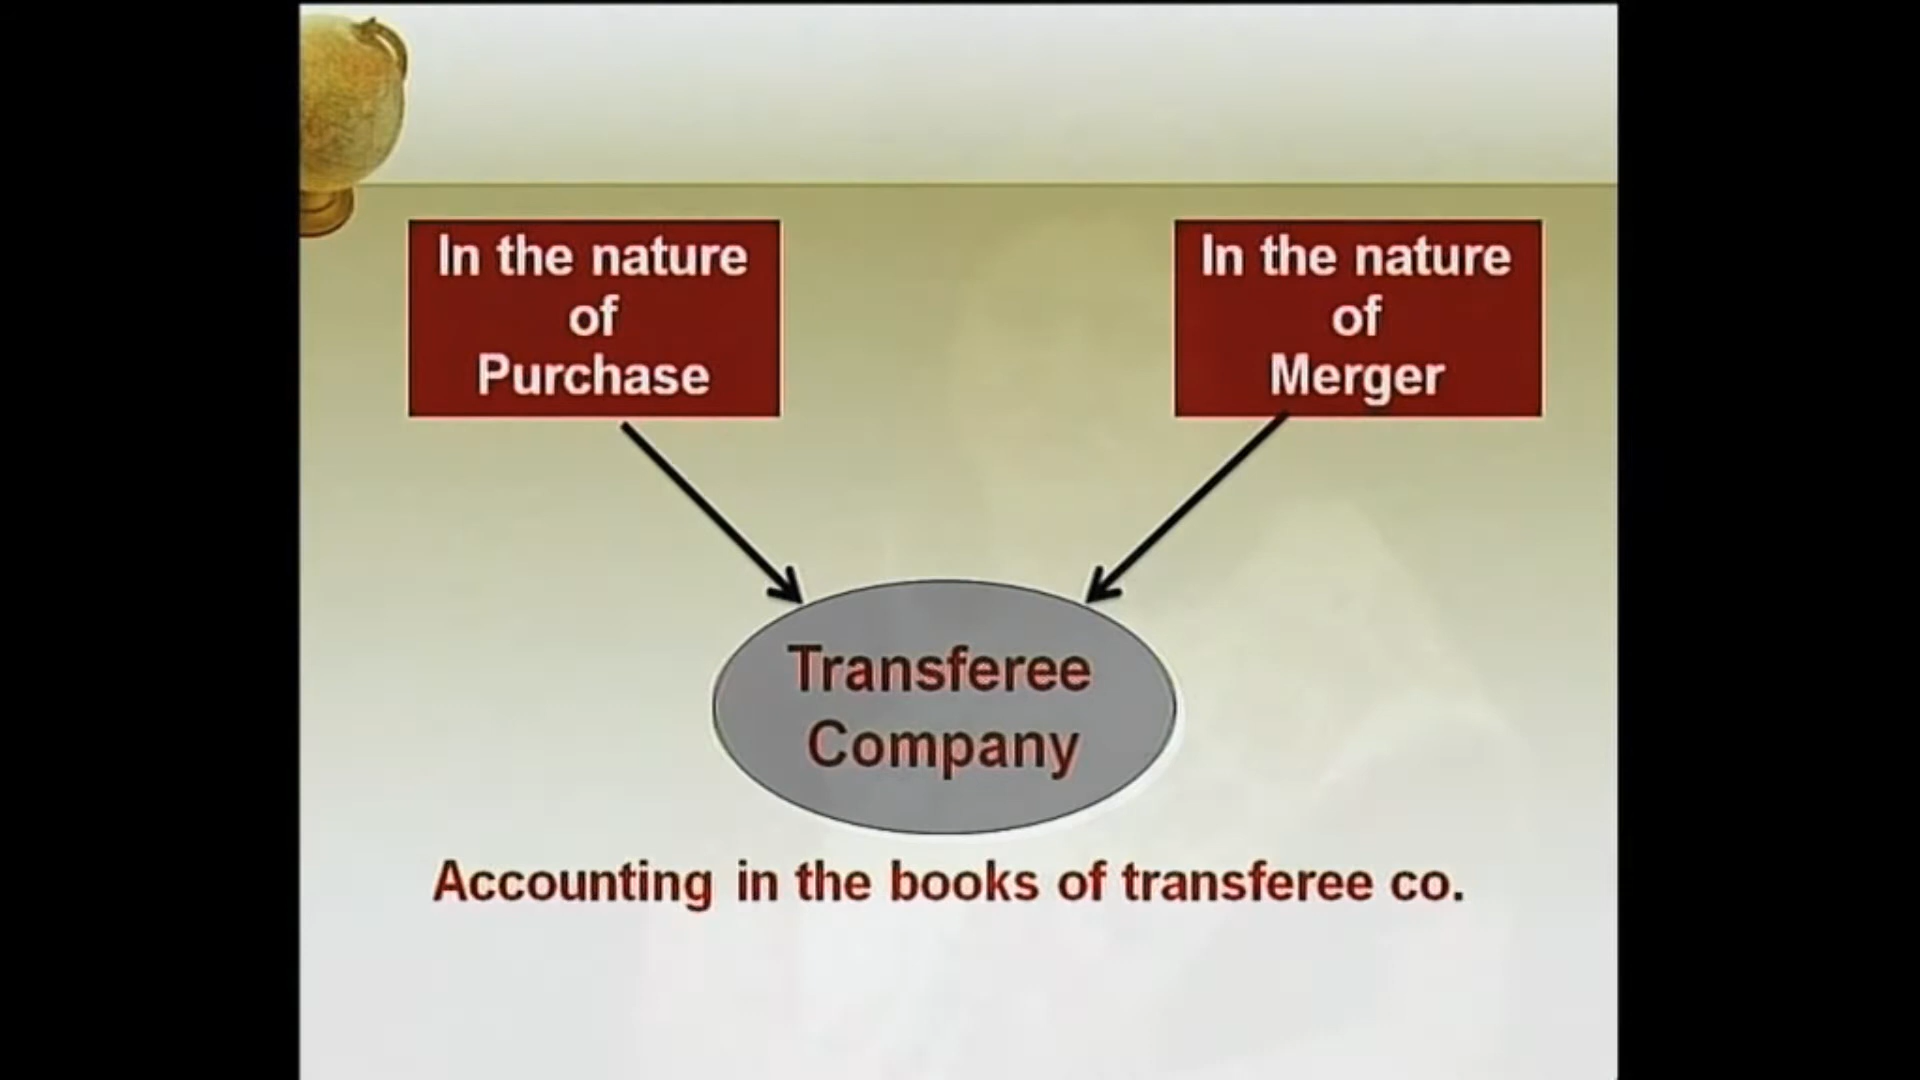 In the nature
of
Purchase
In the nature
of
Merger
Transferee
Company
Accounting in the books of transferee co.